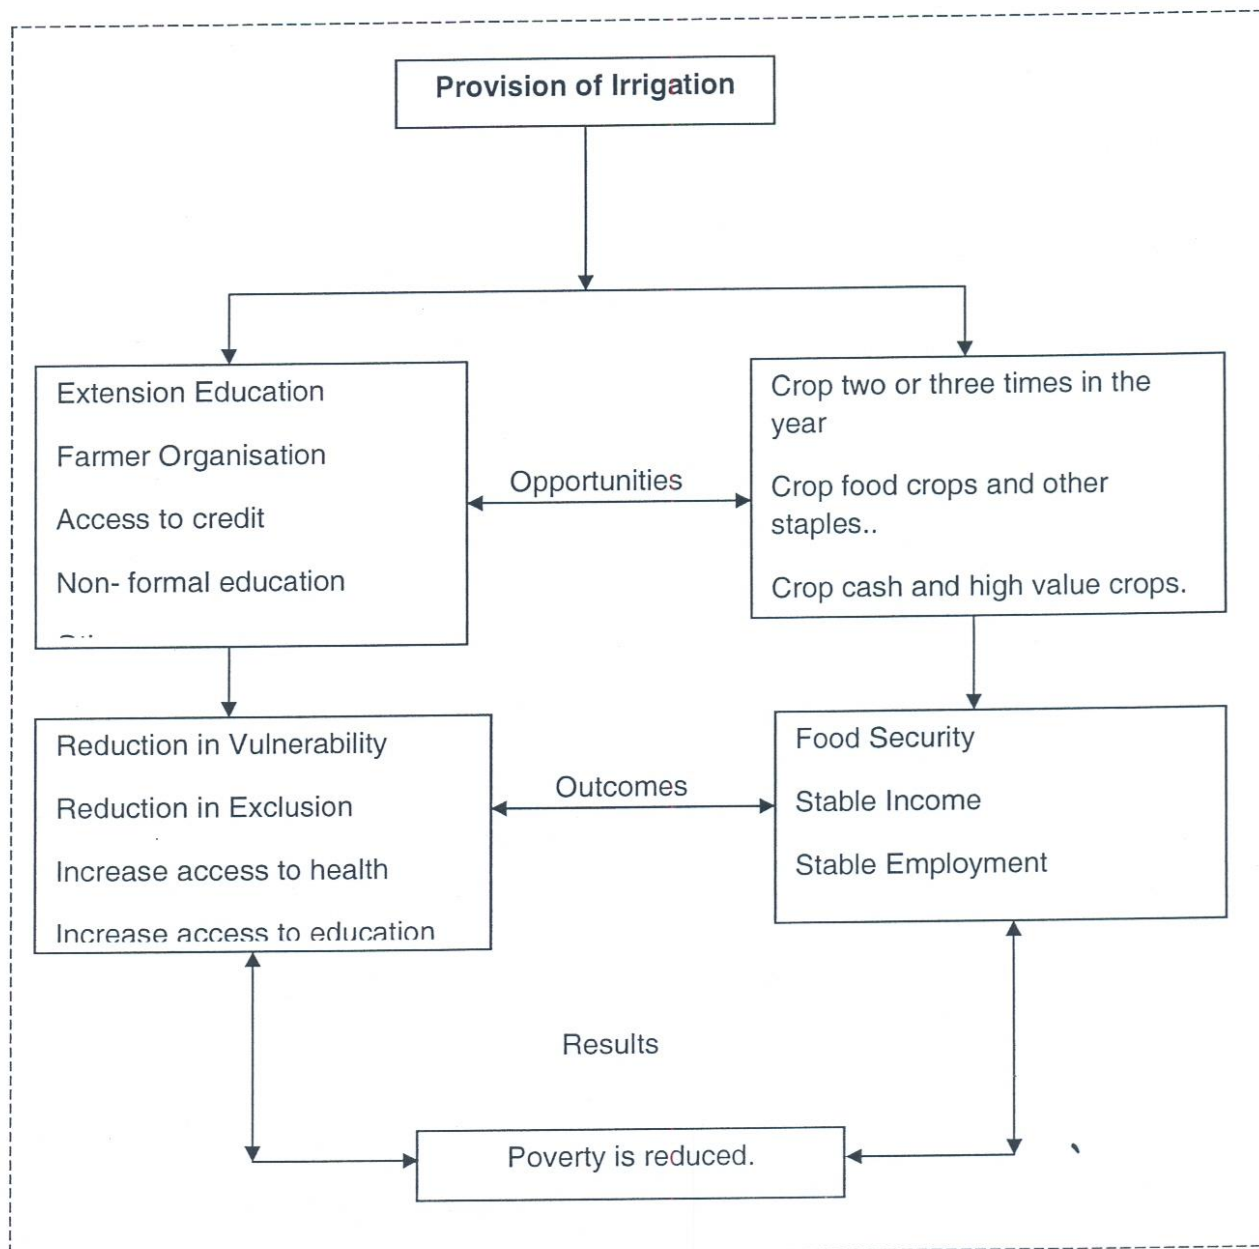 Provision of Irrigation
Extension Education
Farmer Organisation
Access to credit
Non- formal education
Opportunities
Crop two or three times in the
year
Crop food crops and other
staples..
Crop cash and high value crops.
Reduction in Vulnerability
Reduction in Exclusion
Increase access to health
Increase access to education
Outcomes
Food Security
Stable Income
Stable Employment
Results
Poverty is reduced.